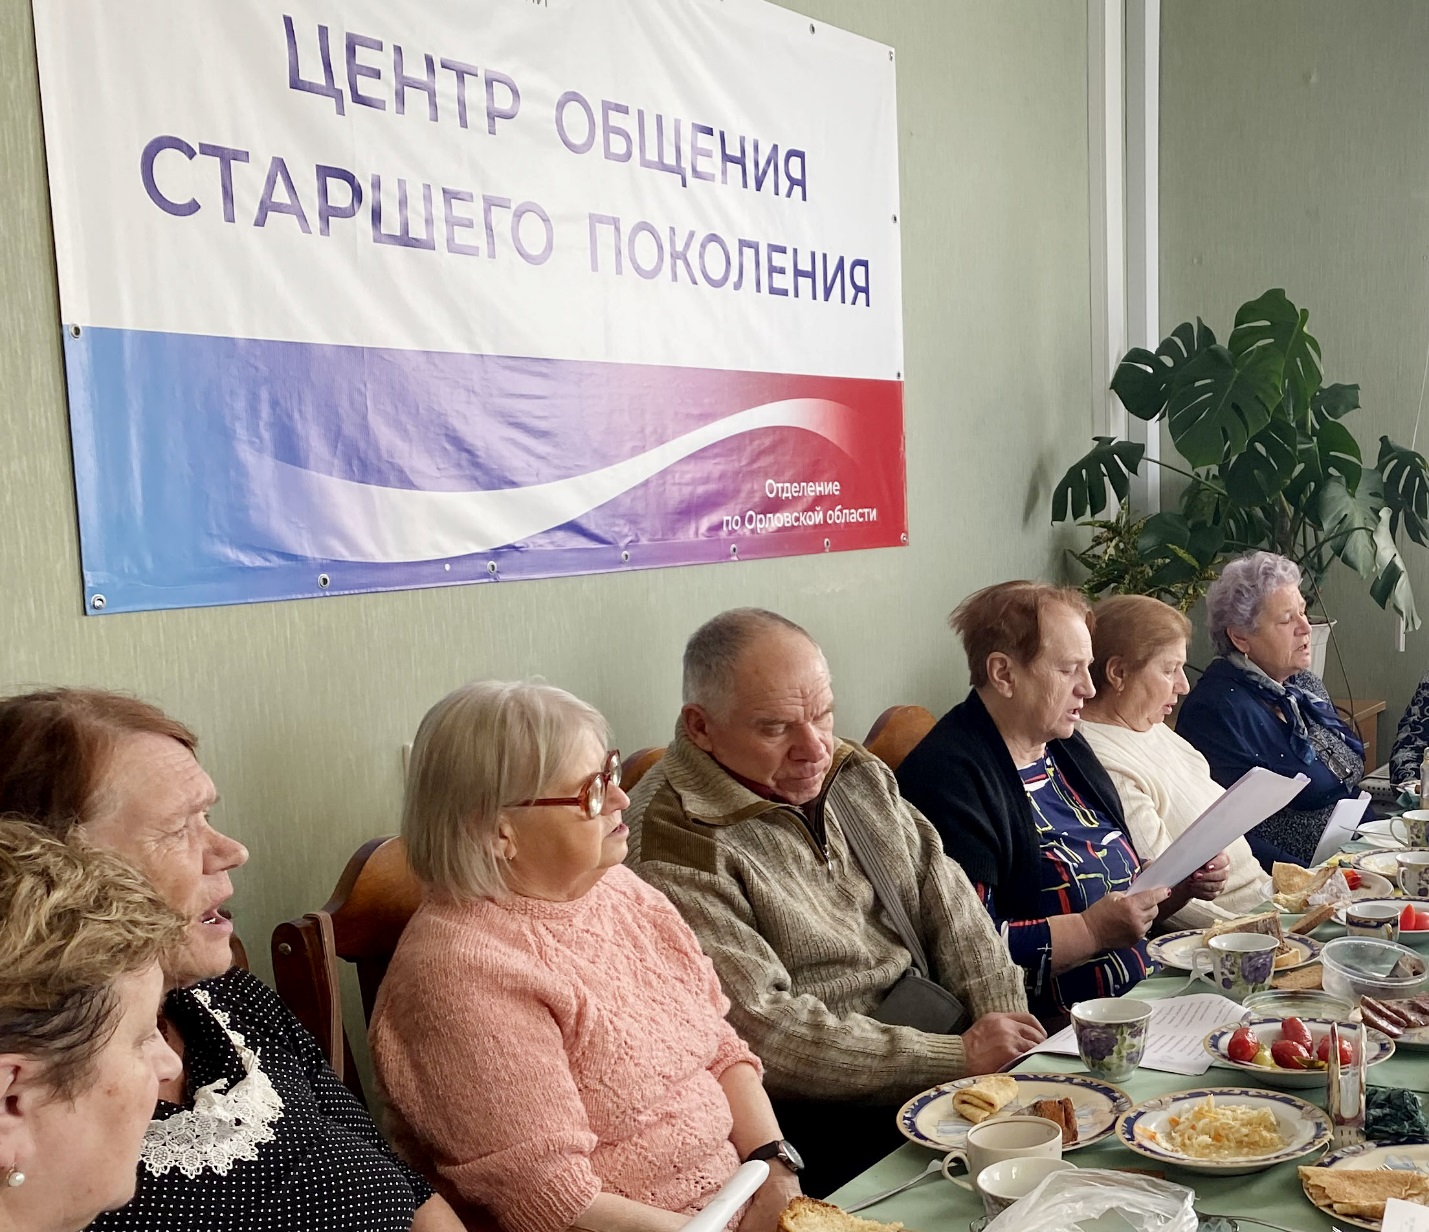 ЦЕНТР ОБЩЕНИЯ
СТАРШЕГО ПОКОЛЕНИЯ
Отделение
по Орловской области